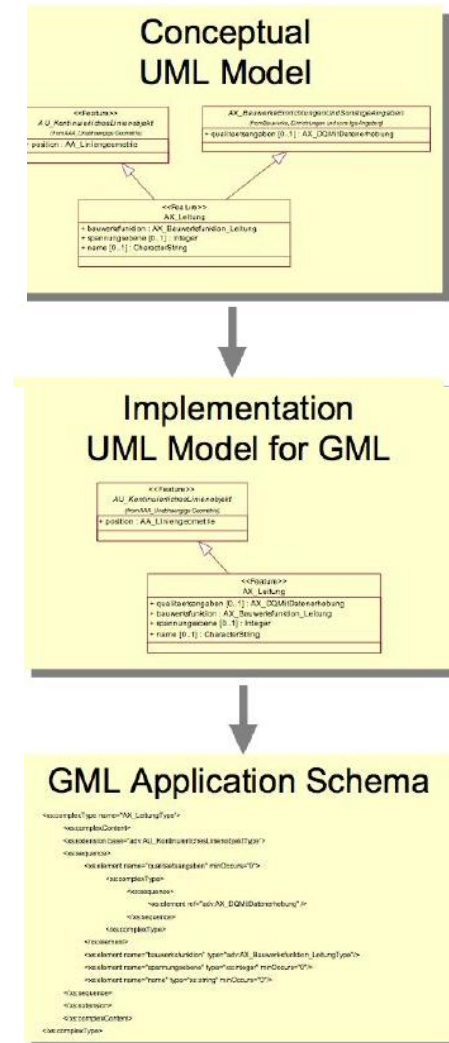 Conceptual
UML Model
<<Feature>>
AU_KontinuierlichesLinienobjekt
+ position : AA_Liniengeometrie
AX_BauwerkeEinrichtungenUndSonstigeAngaben
+ qualitaetsangaben [0..1] : AX_DQMitDatenerhebung
<<Feature>>
AX_Leitung
+ bauwerksfunktion : AX_Bauwerksfunktion_Leitung
+ spannungsebene [0..1] : Integer
+ name [0..1] : CharacterString
Implementation
UML Model for GML
<<Feature>>
AU_KontinuierlichesLinienobjekt
+ position : AA_Liniengeometrie
<<Feature>>
AX_Leitung
+ qualitaetsangaben [0..1] : AX_DQMitDatenerhebung
+ bauwerksfunktion : AX_Bauwerksfunktion_Leitung
+ spannungsebene [0..1] : Integer
+ name [0..1] : CharacterString
GML Application Schema
<xs:complexType name="AX_LeitungType">
<xs:complexContent>
<xs:extension base="adv:AU_KontinuierlichesLinienobjektType">
<xs:sequence>
<xs:element name="qualitaetsangaben" minOccurs="0">
<xs:complexType>
<xs:sequence>
<xs:element ref="adv:AX_DQMitDatenerhebung" />
</xs:sequence>
</xs:complexType>
</xs:element>
<xs:element name="bauwerksfunktion" type="adv:AX_Bauwerksfunktion_LeitungType"/>
<xs:element name="spannungsebene" type="xs:integer" minOccurs="0"/>
<xs:element name="name" type="xs:string" minOccurs="0"/>
</xs:sequence>
</xs:extension>
</xs:complexContent>
</xs:complexType>